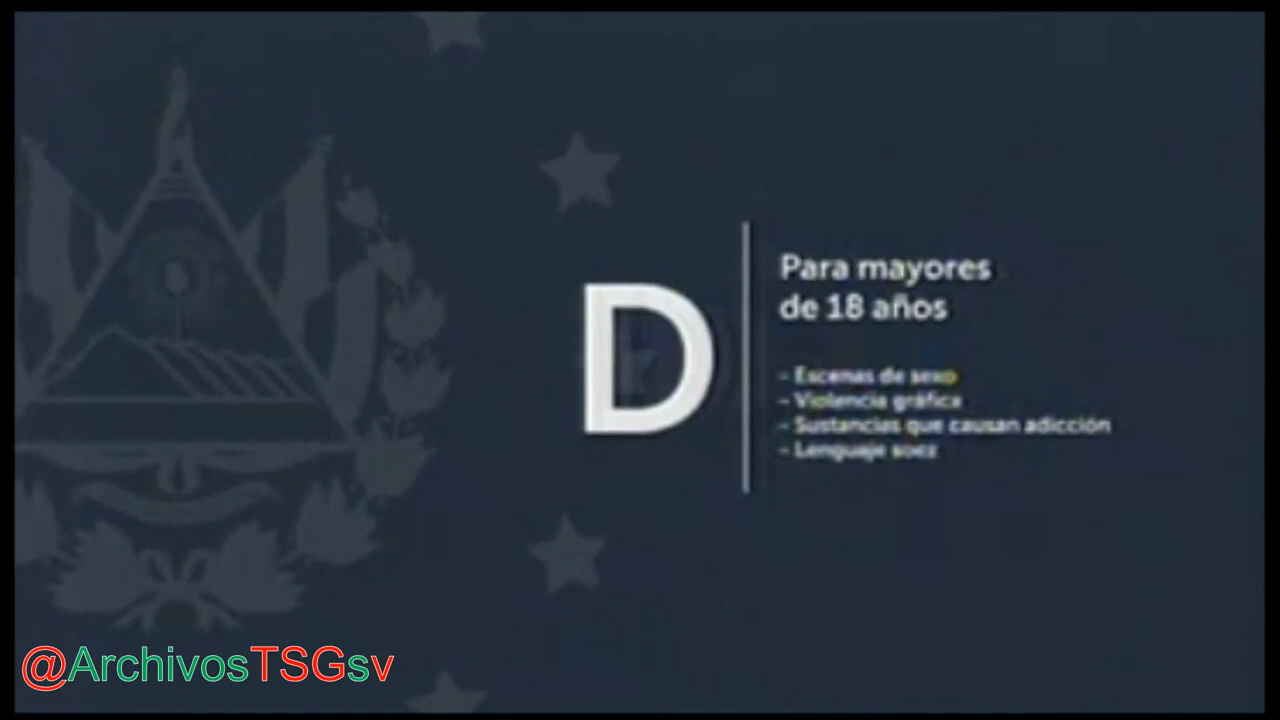 D
Para mayores
de 18 años
- Escenas de sexo
- Violencia gráfica
- Sustancias que causan adicción
- Lenguaje soez
@ArchivosTSGsv